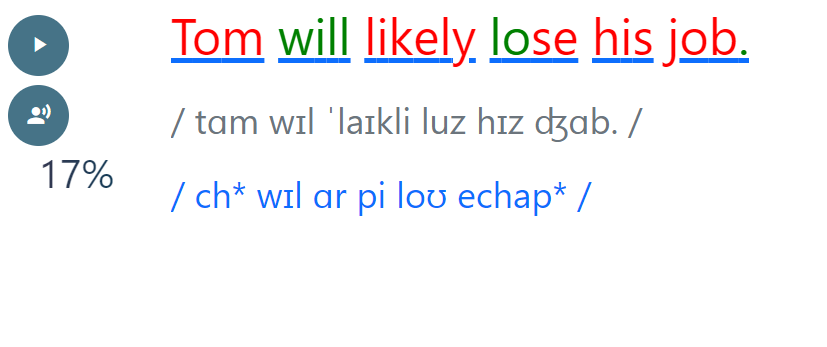 Tom will likely lose his job.
/ tɑm wɪl ˈlaɪkli luz hɪz ʤɑb. /
17%
/ ch* wɪl ɑr pi loʊ echap* /